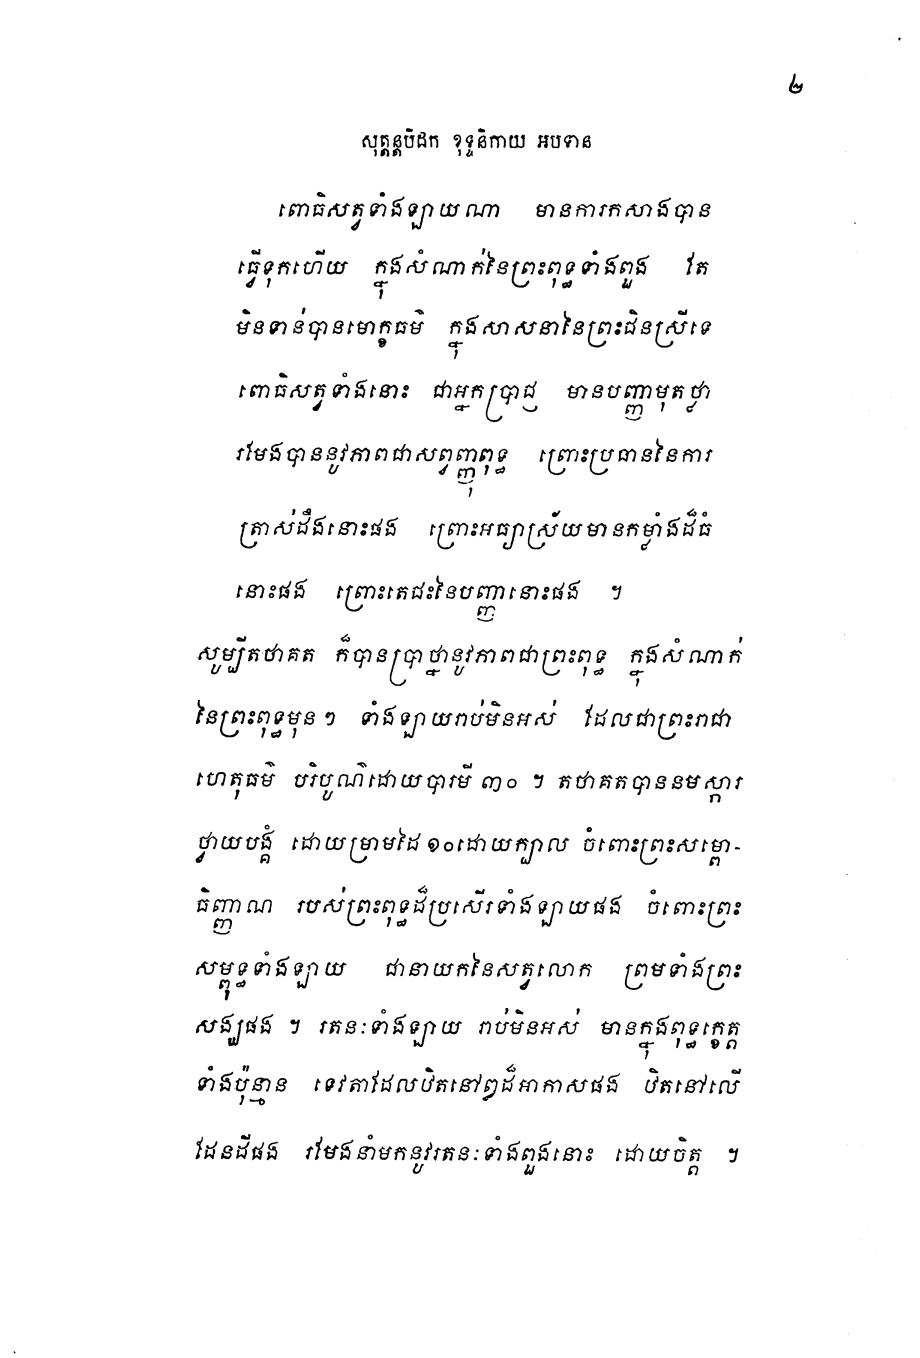 ២
សុត្តន្តបិដក ខុទ្ទនិកាយ អបទាន
ពោធិសត្វទាំងឡាយណា មានការកសាងបាន
ធ្វើទុកហើយ ក្នុងសំណាក់នៃព្រះពុទ្ធទាំងពួង តែ
មិនទាន់បានមោក្ខធម៌ ក្នុងសាសនានៃព្រះជិនស្រីទេ
ពោធិសត្វទាំងនោះ ជាអ្នកប្រាជ្ញ មានបញ្ញាមុតថ្លា
រមែងបាននូវភាពជាសព្វញ្ញុពុទ្ធ ព្រោះប្រធាននៃការ
ត្រាស់ដឹងនោះផង ព្រោះអធ្យាស្រ័យមានកម្លាំងដ៏ធំ
នោះផង ព្រោះតេជះនៃបញ្ញានោះផង ។
សូម្បីតថាគត ក៏បានប្រាថ្នានូវភាពជាព្រះពុទ្ធ ក្នុងសំណាក់
នៃព្រះពុទ្ធមុនៗ ទាំងឡាយរាប់មិនអស់ ដែលជាព្រះរាជា
ហេតុធម៌ បរិបូណ៌ដោយបារមី ៣០ ។ តថាគតបាននមស្ការ
ថ្វាយបង្គំ ដោយម្រាមដៃ ១០ដោយក្បាល ចំពោះព្រះសម្ពោ-
ធិញ្ញាណ របស់ព្រះពុទ្ធដ៏ប្រសើរទាំងឡាយផង ចំពោះព្រះ
សម្ពុទ្ធទាំងឡាយ ជានាយកនៃសត្វលោក ព្រមទាំងព្រះ
សង្ឃផង ។ រតនៈទាំងឡាយ រាប់មិនអស់ មានក្នុងពុទ្ធក្ខេត្ត
ទាំងប៉ុន្មាន ទេវតាដែលឋិតនៅឰដ៏អាកាសផង ឋិតនៅលើ
ដែនដីផង រមែងនាំមកនូវរតនៈទាំងពួងនោះ ដោយចិត្ត ។